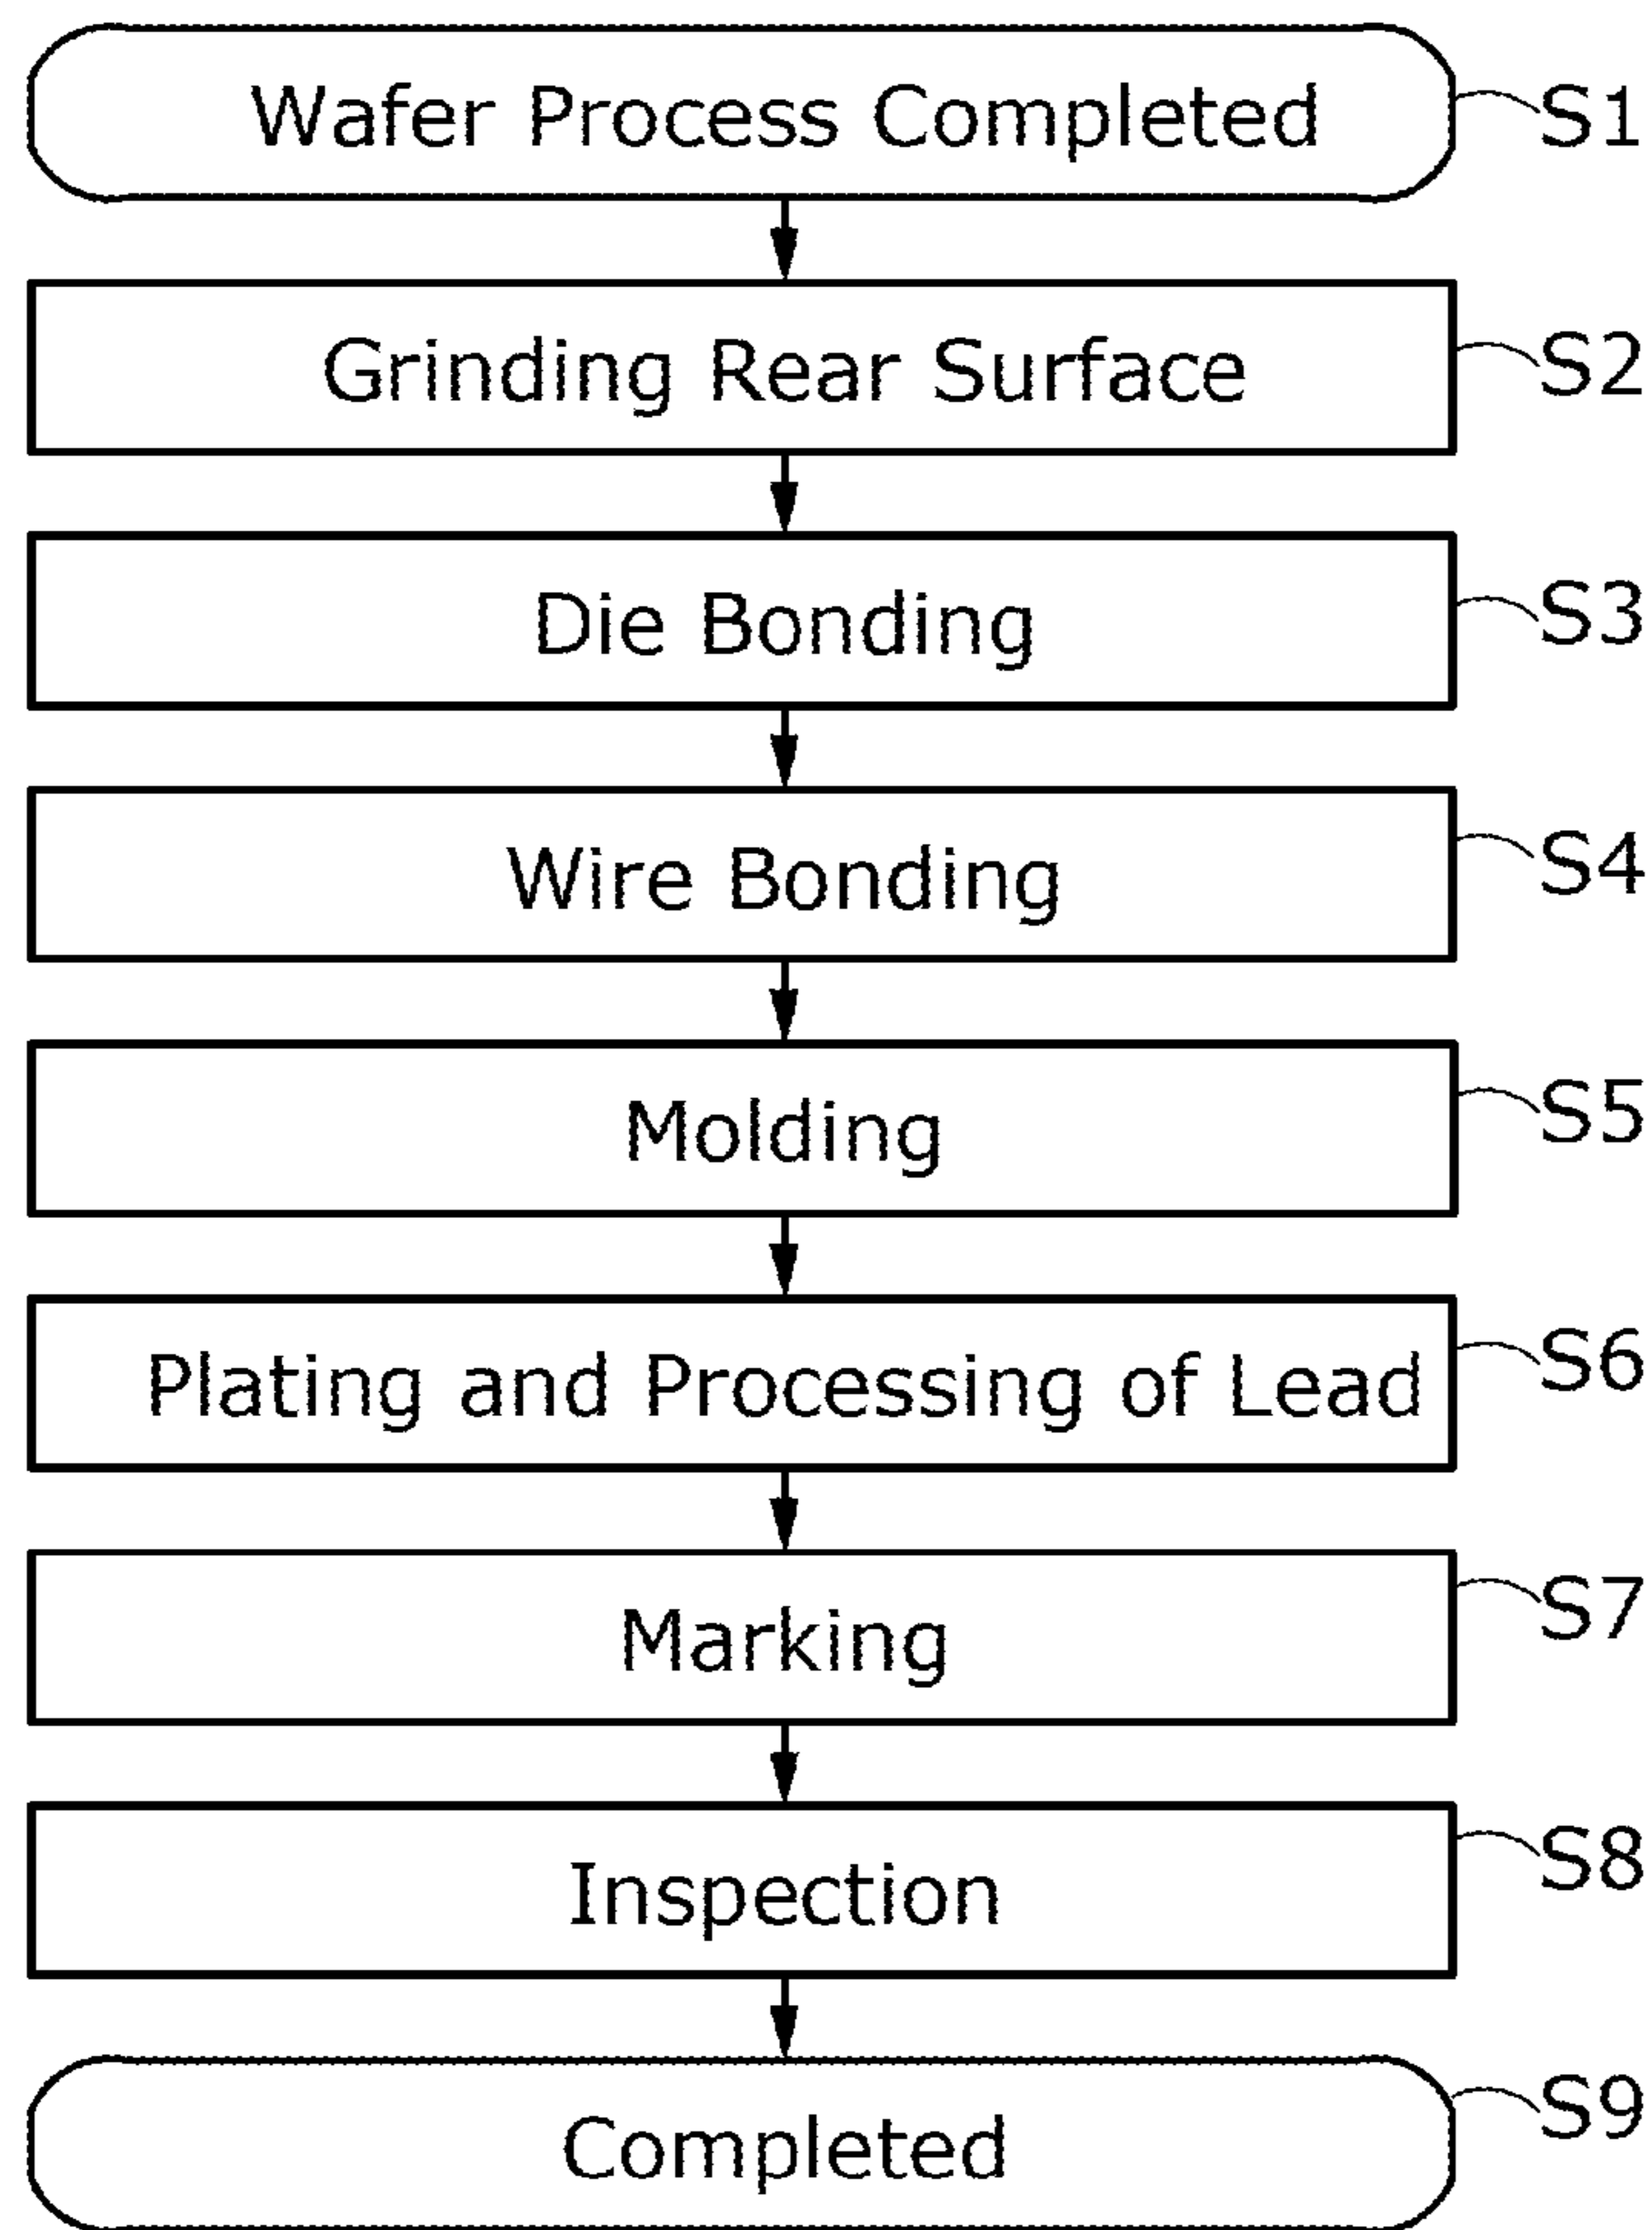 Wafer Process Completed S1
Grinding Rear Surface S2
Die Bonding S3
Wire Bonding S4
Molding S5
Plating and Processing of Lead S6
Marking S7
Inspection S8
Completed S9